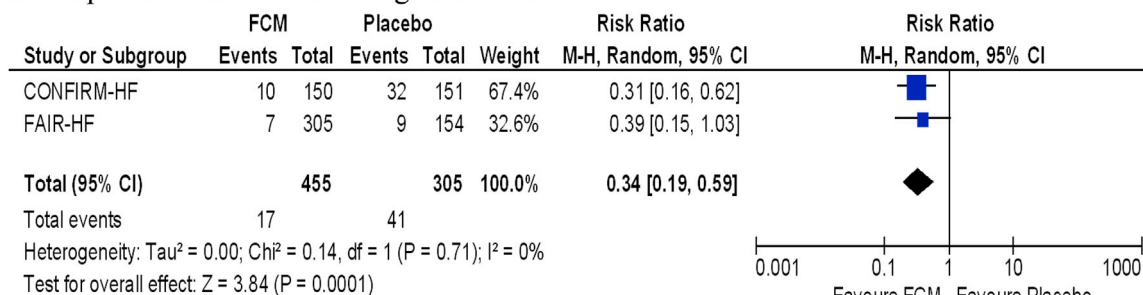 FCM Placebo Risk Ratio Risk Ratio
Study or Subgroup Events Total Events Total Weight M-H, Random, 95% CI M-H, Random, 95% CI
CONFIRM-HF 10 150 32 151 67.4% 0.31 [0.16, 0.62]
FAIR-HF 7 305 9 154 32.6% 0.39 [0.15, 1.03]
Total (95% CI) 455 305 100.0% 0.34 [0.19, 0.59]
Total events 17 41
Heterogeneity: Tau² = 0.00; Chi² = 0.14, df = 1 (P = 0.71); I² = 0%
Test for overall effect: Z = 3.84 (P = 0.0001)
0.001 0.1 1 10 1000
Favours FCM Favours Placebo